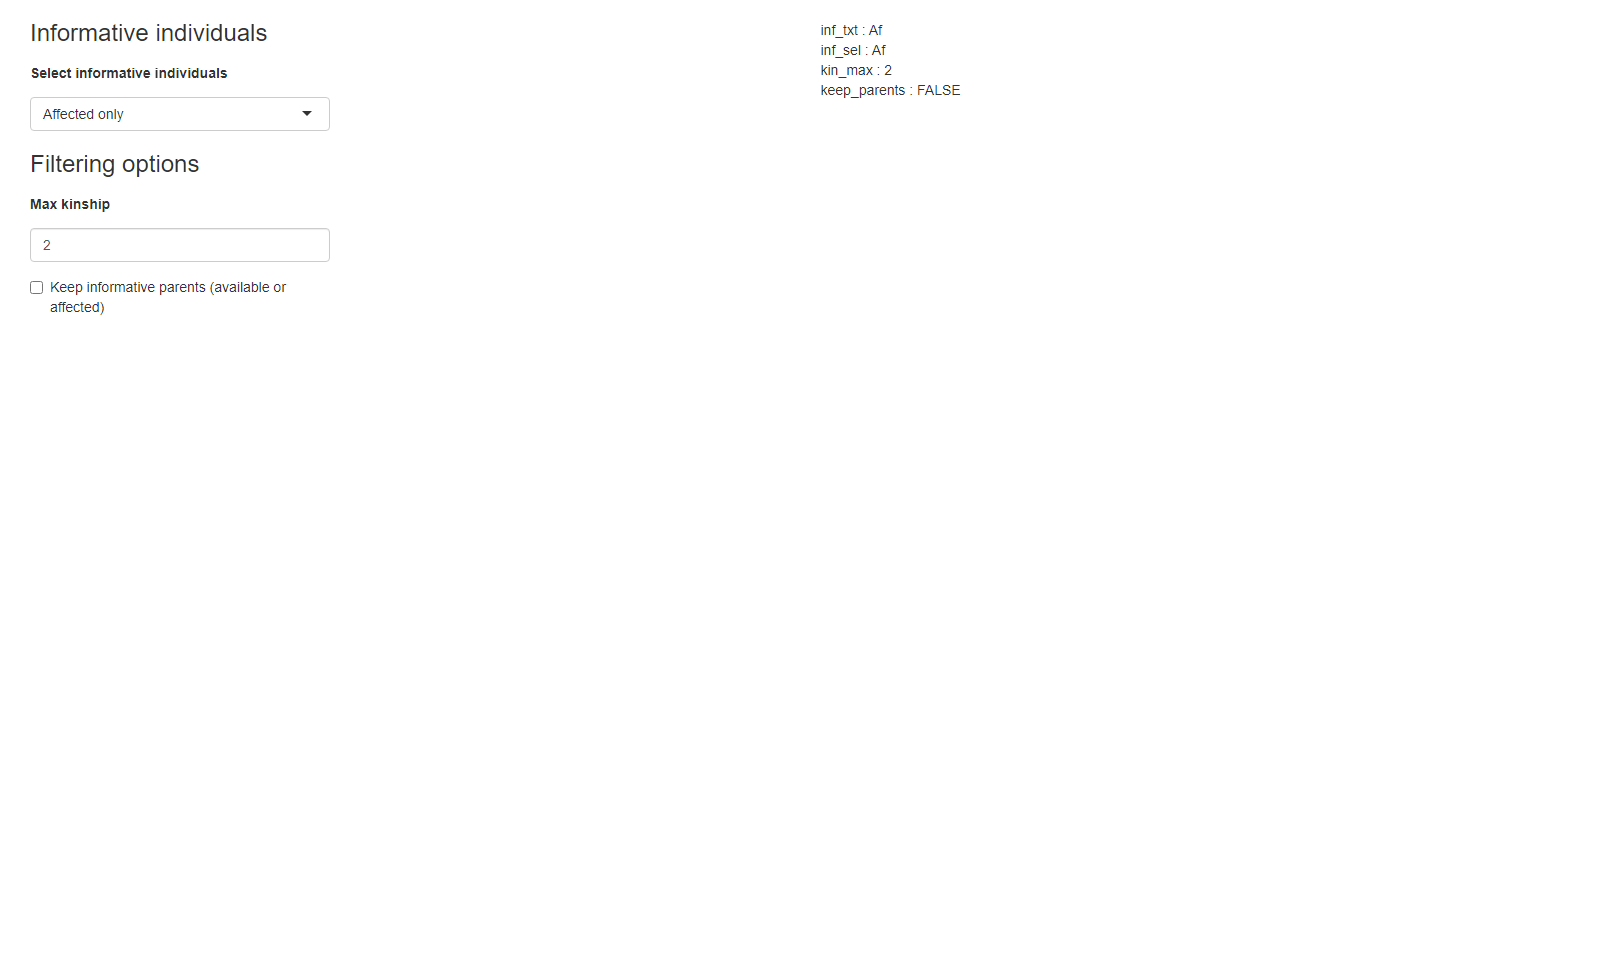 Informative individuals
Select informative individuals
Affected only
Filtering options
Max kinship
2
Keep informative parents (available or
affected)
inf_txt : Af
inf_sel : Af
kin_max : 2
keep_parents : FALSE